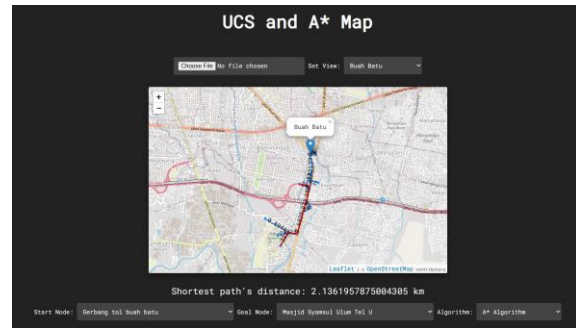 UCS and A* Map
Choose File No file chosen Set View: Buah Batu
+
−
Buah Batu
×
Leaflet | © OpenStreetMap contributors
Shortest path's distance: 2.1361957875004305 km
Start Node: Gerbang tol buah batu Goal Node: Masjid Syamsul Ulum Tel U Algorithm: A* Algorithm